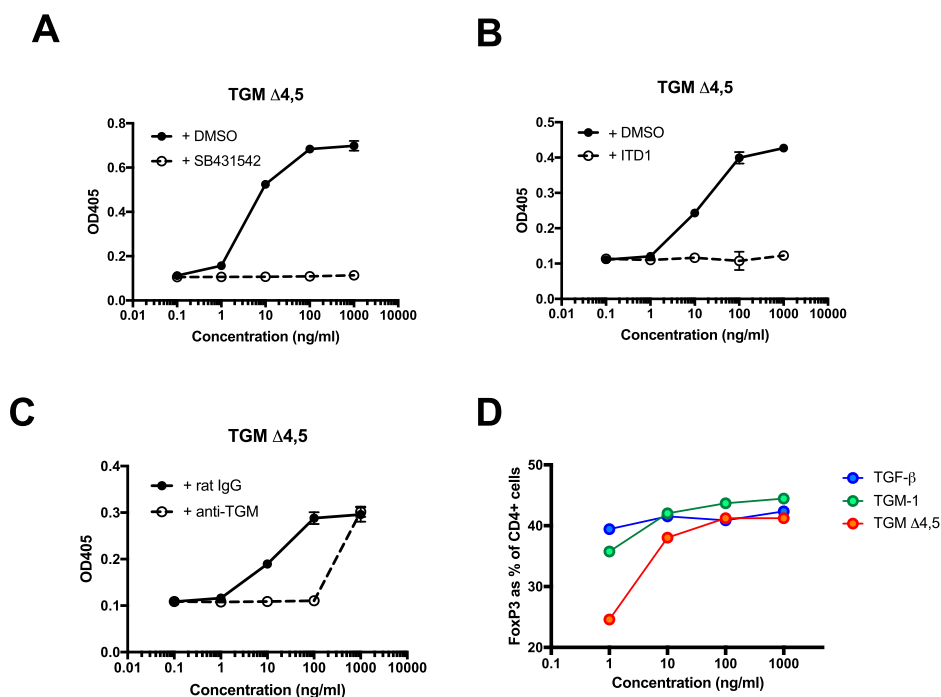 A
TGM Δ4,5
+ DMSO
+ SB431542
OD405
0.8
0.6
0.4
0.2
0.0
0.01 0.1 1 10 100 1000 10000
Concentration (ng/ml)
B
TGM Δ4,5
+ DMSO
+ ITD1
OD405
0.5
0.4
0.3
0.2
0.1
0.0
0.01 0.1 1 10 100 1000 10000
Concentration (ng/ml)
C
TGM Δ4,5
+ rat IgG
+ anti-TGM
OD405
0.4
0.3
0.2
0.1
0.0
0.01 0.1 1 10 100 1000 10000
Concentration (ng/ml)
D
FoxP3 as % of CD4+ cells
50
40
30
20
0.1 1 10 100 1000
Concentration (ng/ml)
TGF-β
TGM-1
TGM Δ4,5